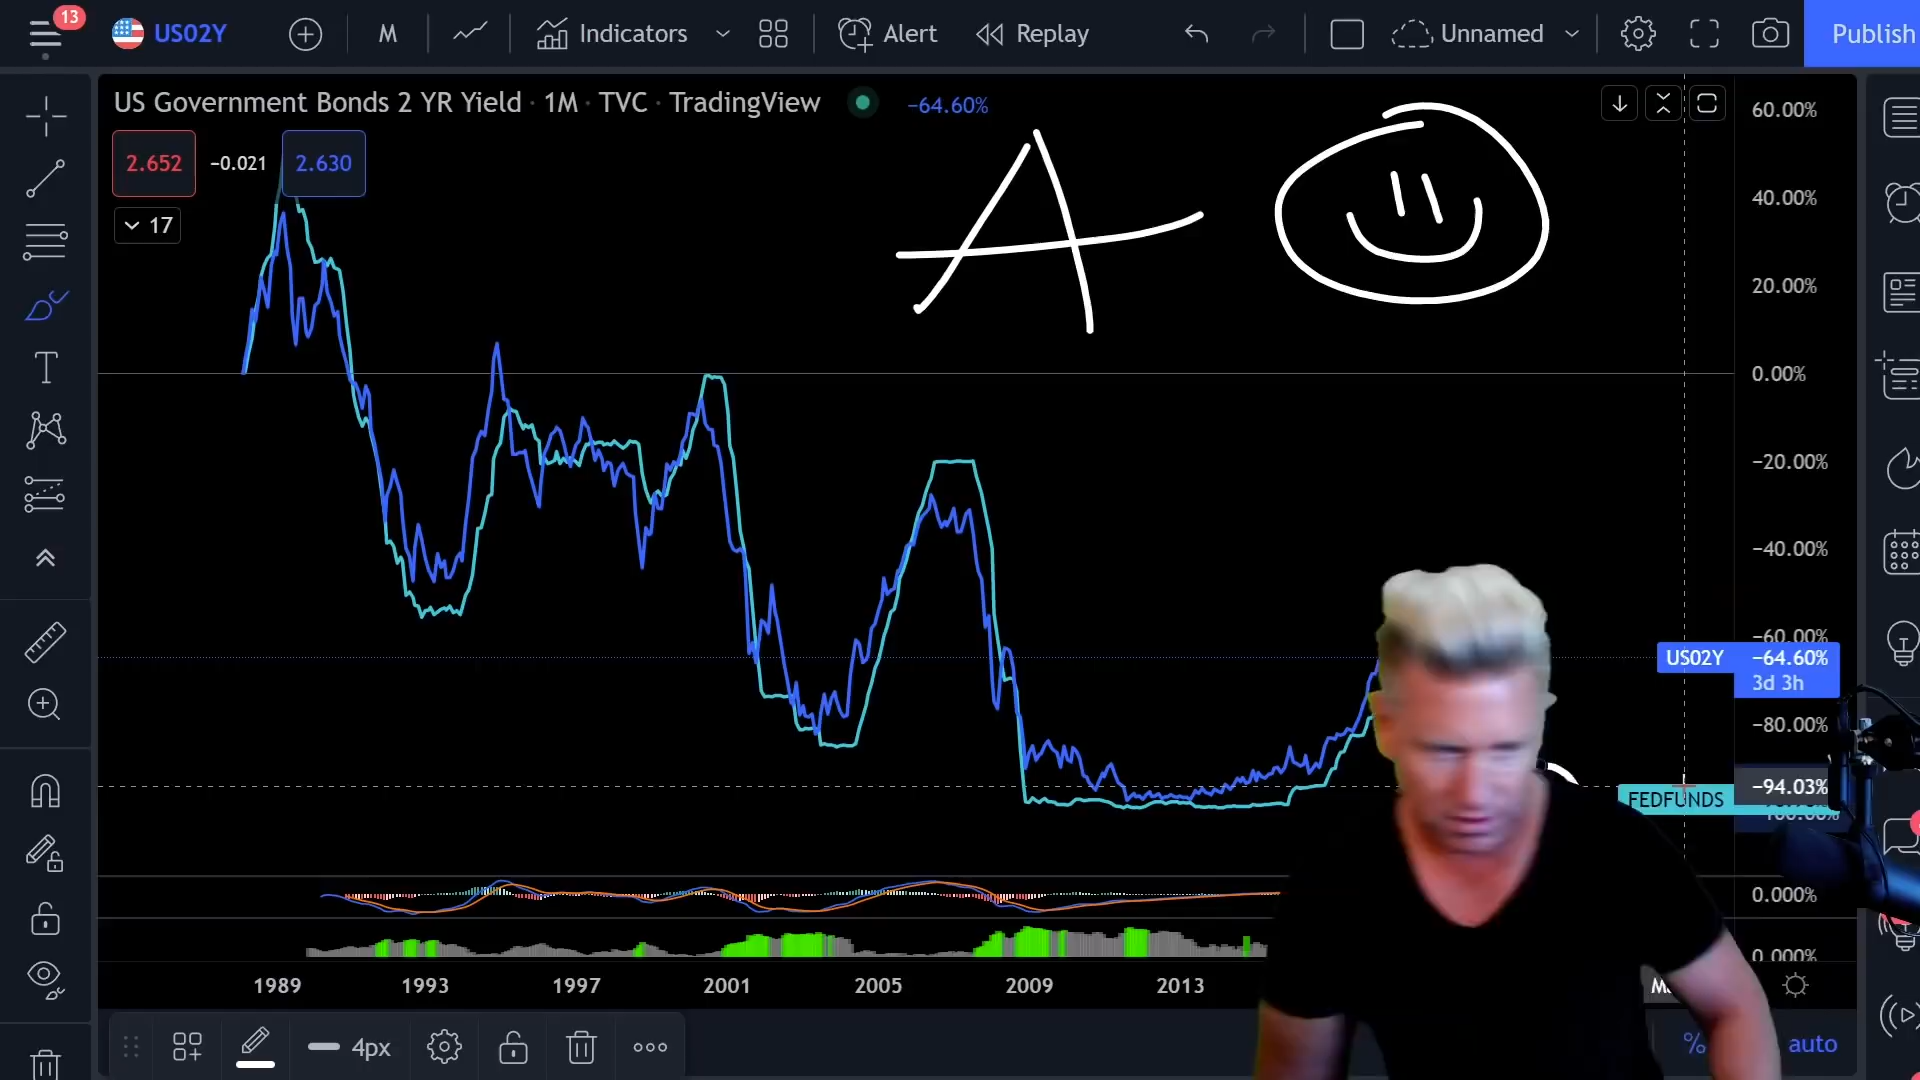 13
US02Y
M
Indicators
Alert
Replay
Unnamed
Publish
US Government Bonds 2 YR Yield · 1M · TVC · TradingView
−64.60%
2.652
−0.021
2.630
17
A
60.00%
40.00%
20.00%
0.00%
−20.00%
−40.00%
−60.00%
US02Y
−64.60%
3d 3h
−80.00%
−94.03%
FEDFUNDS
0.000%
0.000%
1989
1993
1997
2001
2005
2009
2013
4px
%
auto